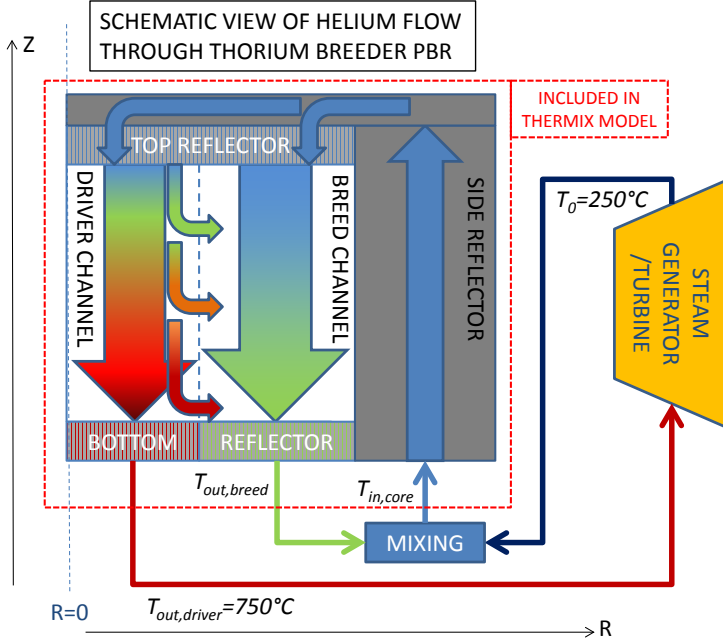 SCHEMATIC VIEW OF HELIUM FLOW
THROUGH THORIUM BREEDER PBR
Z
INCLUDED IN
THERMIX MODEL
TOP REFLECTOR
DRIVER CHANNEL
BREED CHANNEL
SIDE REFLECTOR
T0=250°C
STEAM
GENERATOR
/TURBINE
BOTTOM
REFLECTOR
Tout,breed
Tin,core
MIXING
R=0
Tout,driver=750°C
R